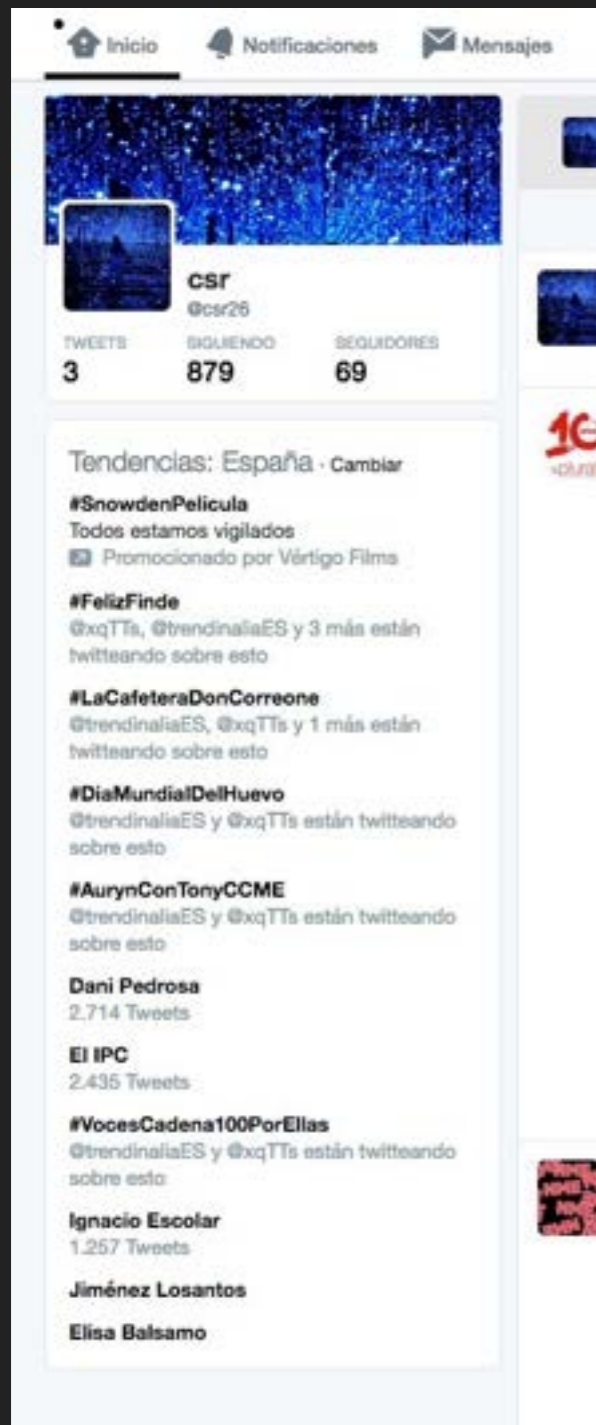 Inicio
Notificaciones
Mensajes
csr
@csr26
TWEETS
SIGUIENDO
SEGUIDORES
3
879
69
Tendencias: España · Cambiar
#SnowdenPelicula
Todos estamos vigilados
Promocionado por Vértigo Films
#FelizFinde
@xqTTs, @trendinaliaES y 3 más están
twitteando sobre esto
#LaCafeteraDonCorreone
@trendinaliaES, @xqTTs y 1 más están
twitteando sobre esto
#DiaMundialDelHuevo
@trendinaliaES y @xqTTs están twitteando
sobre esto
#AurynConTonyCCME
@trendinaliaES y @xqTTs están twitteando
sobre esto
Dani Pedrosa
2.714 Tweets
El IPC
2.435 Tweets
#VocesCadena100PorEllas
@trendinaliaES y @xqTTs están twitteando
sobre esto
Ignacio Escolar
1.257 Tweets
Jiménez Losantos
Elisa Balsamo